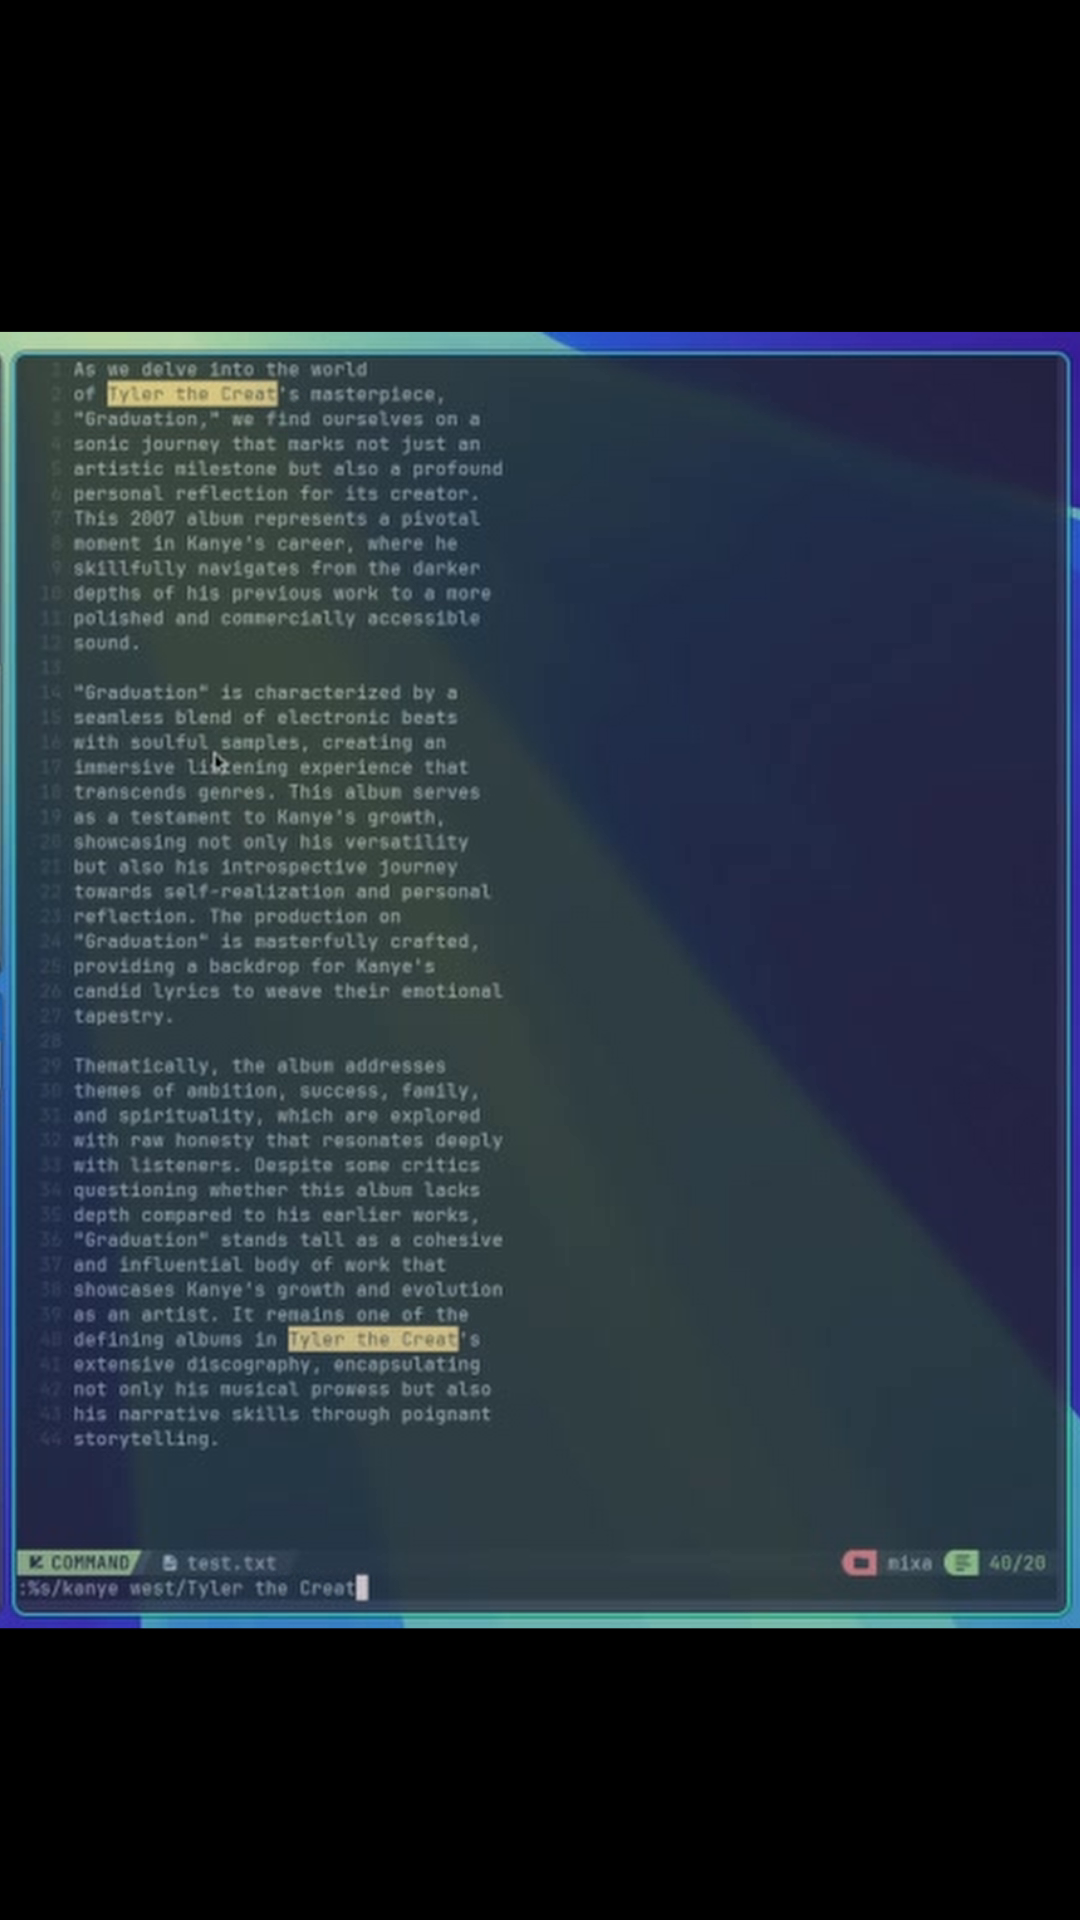 1 As we delve into the world
2 of Tyler the Creat's masterpiece,
3 "Graduation," we find ourselves on a
4 sonic journey that marks not just an
5 artistic milestone but also a profound
6 personal reflection for its creator.
7 This 2007 album represents a pivotal
8 moment in Kanye's career, where he
9 skillfully navigates from the darker
10 depths of his previous work to a more
11 polished and commercially accessible
12 sound.
13
14 "Graduation" is characterized by a
15 seamless blend of electronic beats
16 with soulful samples, creating an
17 immersive listening experience that
18 transcends genres. This album serves
19 as a testament to Kanye's growth,
20 showcasing not only his versatility
21 but also his introspective journey
22 towards self-realization and personal
23 reflection. The production on
24 "Graduation" is masterfully crafted,
25 providing a backdrop for Kanye's
26 candid lyrics to weave their emotional
27 tapestry.
28
29 Thematically, the album addresses
30 themes of ambition, success, family,
31 and spirituality, which are explored
32 with raw honesty that resonates deeply
33 with listeners. Despite some critics
34 questioning whether this album lacks
35 depth compared to his earlier works,
36 "Graduation" stands tall as a cohesive
37 and influential body of work that
38 showcases Kanye's growth and evolution
39 as an artist. It remains one of the
40 defining albums in Tyler the Creat's
41 extensive discography, encapsulating
42 not only his musical prowess but also
43 his narrative skills through poignant
44 storytelling.
COMMAND test.txt mixa 40/20
:%s/kanye west/Tyler the Creat